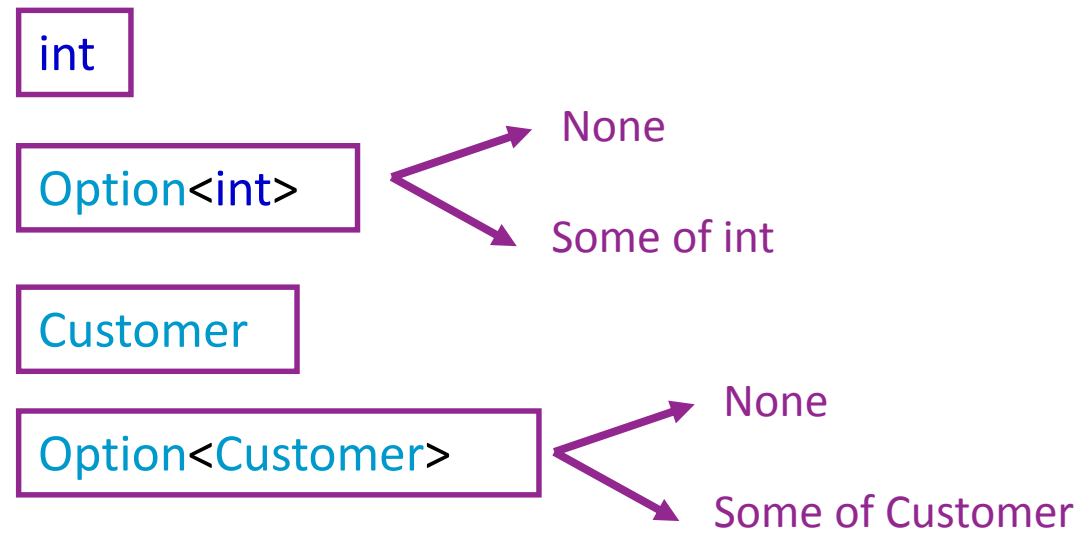 int
None
Option<int>
Some of int
Customer
None
Option<Customer>
Some of Customer